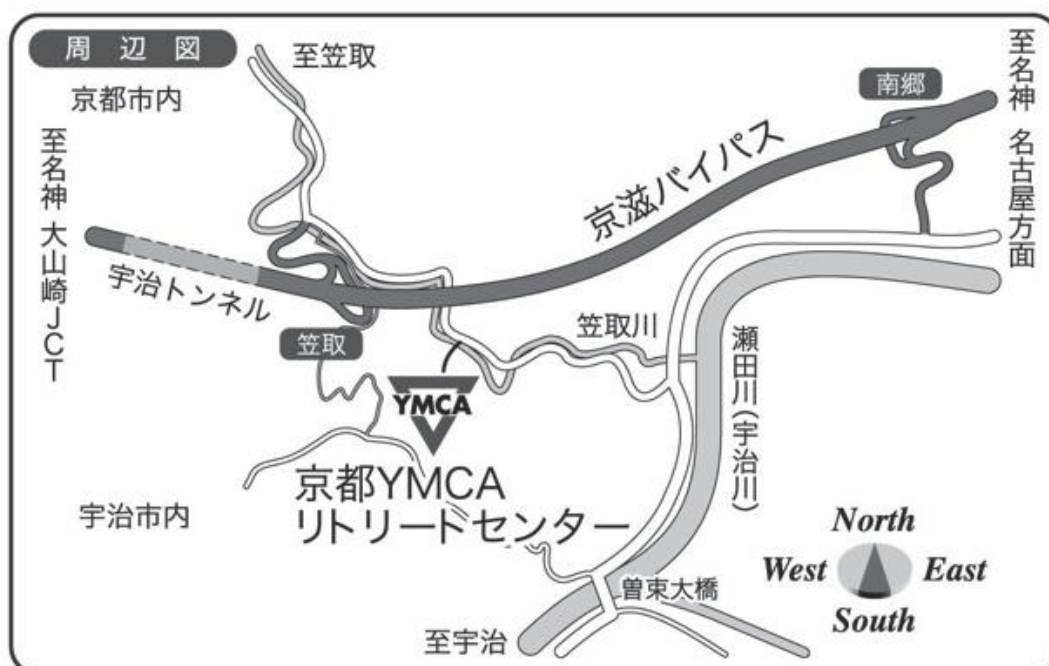 周辺図
至笠取
京都市内
至名神 大山崎JCT
宇治トンネル
笠取
京滋バイパス
南郷
至名神 名古屋方面
笠取川
瀬田川(宇治川)
YMCA
京都YMCA
リトリートセンター
宇治市内
曽束大橋
至宇治
North
West
East
South